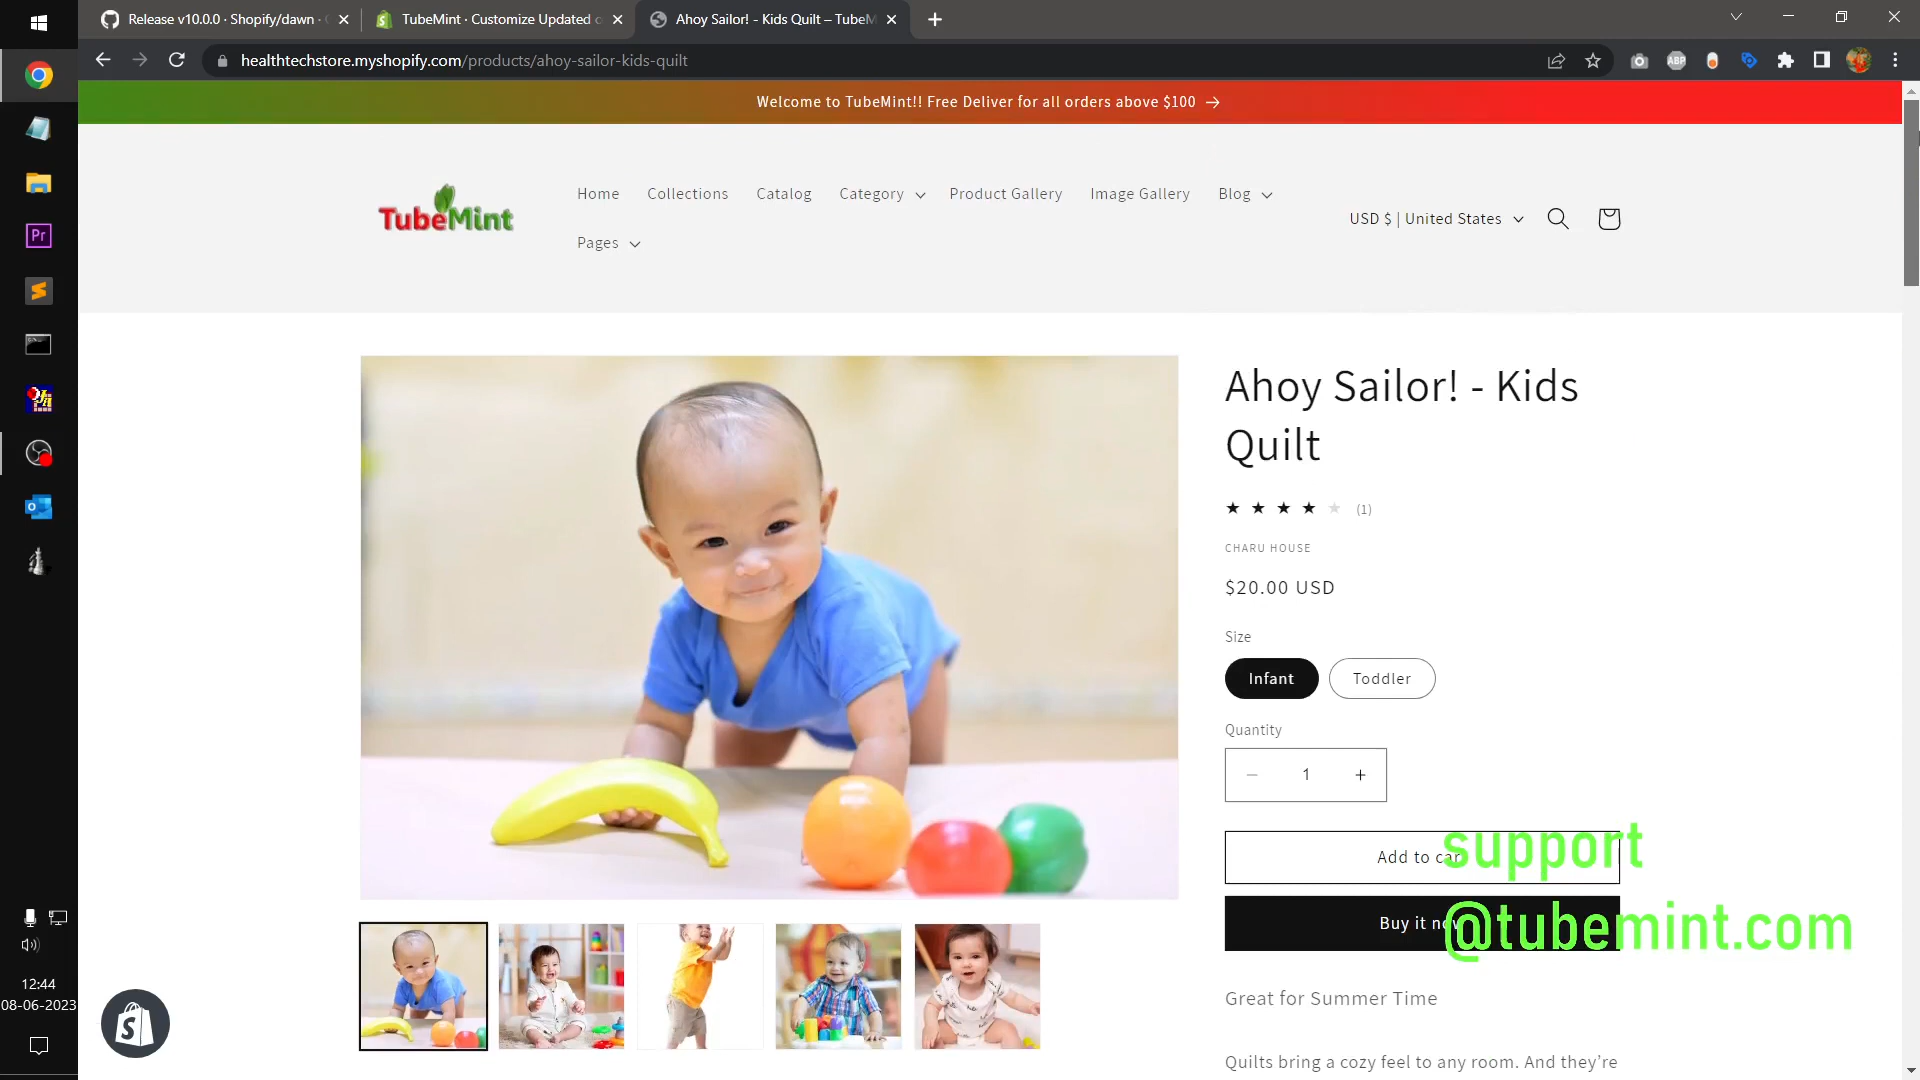 Release v10.0.0 · Shopify/dawn ·
TubeMint · Customize Updated
Ahoy Sailor! - Kids Quilt – TubeM
healthtechstore.myshopify.com/products/ahoy-sailor-kids-quilt
ABP
Welcome to TubeMint!! Free Deliver for all orders above $100 →
TubeMint
Home
Collections
Catalog
Category
Product Gallery
Image Gallery
Blog
Pages
USD $ | United States
Ahoy Sailor! - Kids
Quilt
(1)
CHARU HOUSE
$20.00 USD
Size
Infant
Toddler
Quantity
− 1 +
Add to car
Buy it now
support
@tubemint.com
Great for Summer Time
Quilts bring a cozy feel to any room. And they’re
Pr
12:44
08-06-2023